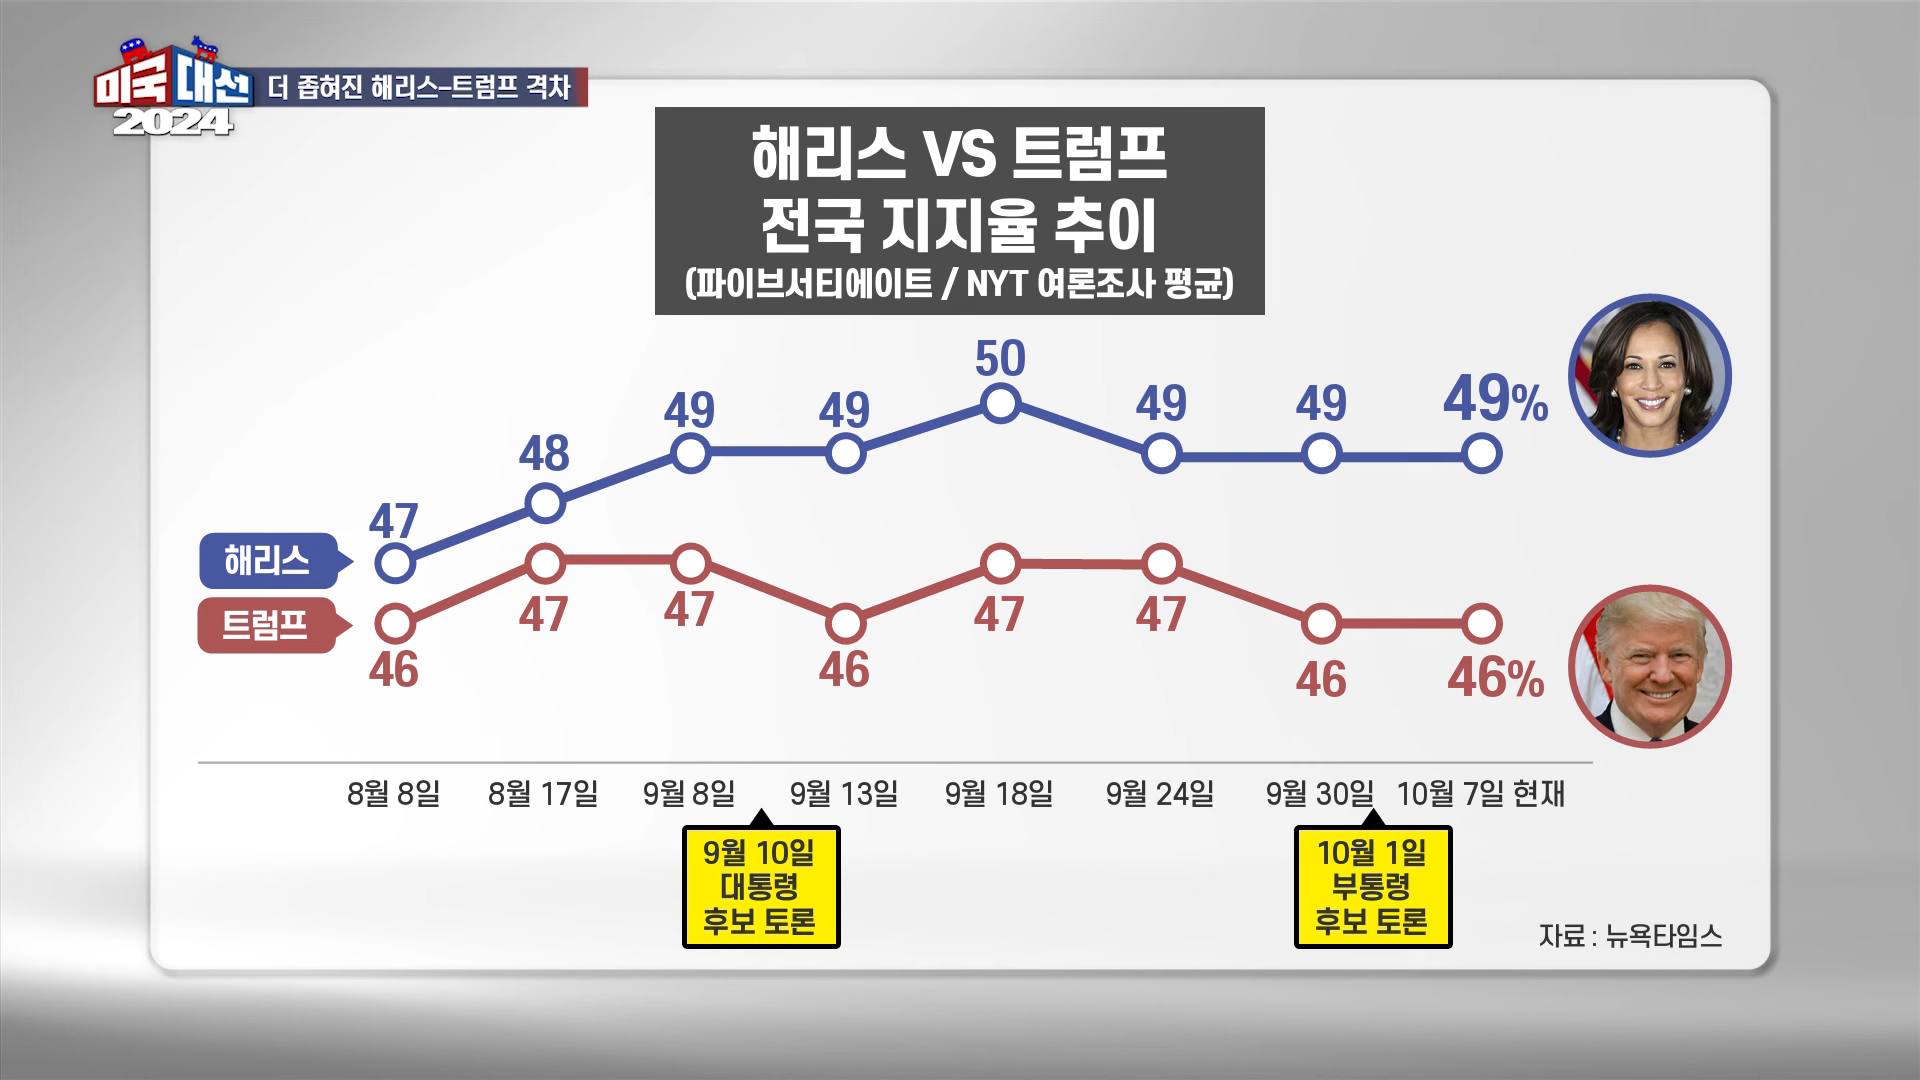 미국 대선
2024
더 좁혀진 해리스-트럼프 격차
해리스 VS 트럼프
전국 지지율 추이
(파이브서티에이트 / NYT 여론조사 평균)
해리스
47
48
49
49
50
49
49
49%
트럼프
46
47
47
46
47
47
46
46%
8월 8일
8월 17일
9월 8일
9월 13일
9월 18일
9월 24일
9월 30일
10월 7일 현재
9월 10일
대통령
후보 토론
10월 1일
부통령
후보 토론
자료 : 뉴욕타임스